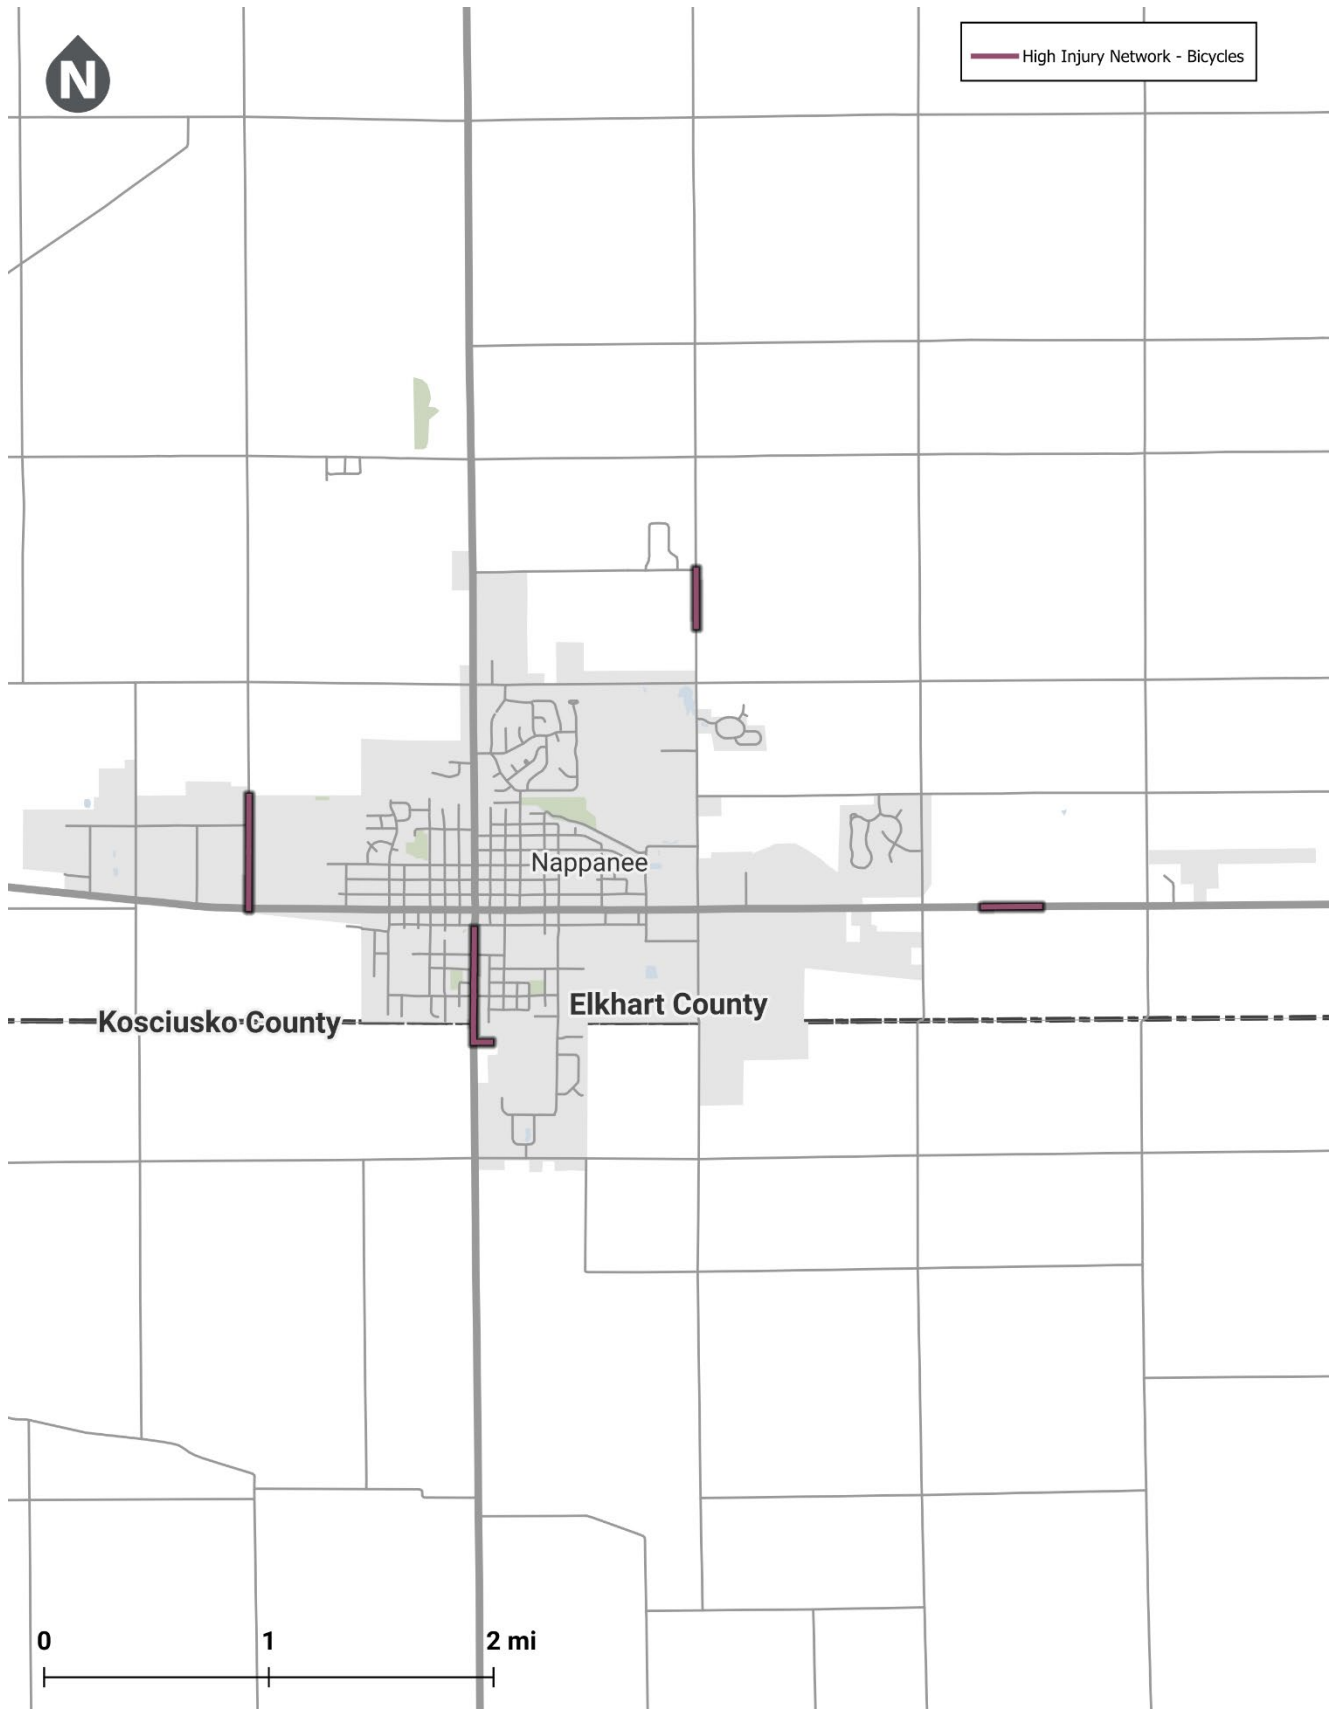 N
High Injury Network - Bicycles
Nappanee
Elkhart County
Kosciusko County
0 1 2 mi